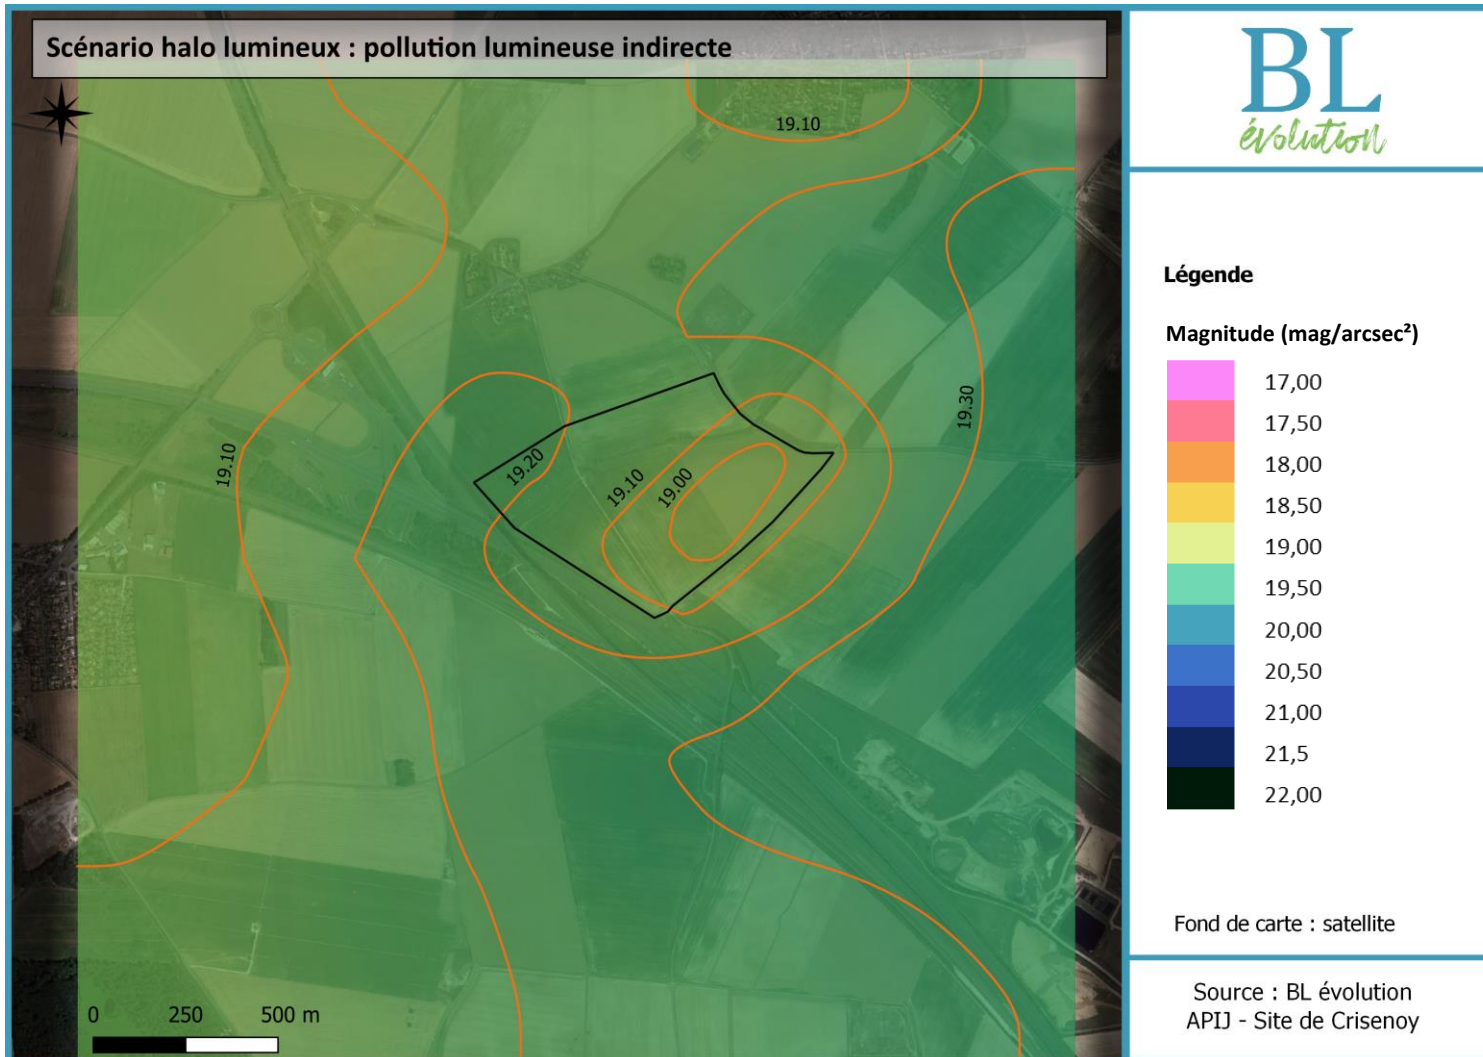 Scénario halo lumineux : pollution lumineuse indirecte
19.10
19.30
19.10
19.20
19.10
19.00
0 250 500 m
BL
évolution
Légende
Magnitude (mag/arcsec²)
17,00
17,50
18,00
18,50
19,00
19,50
20,00
20,50
21,00
21,5
22,00
Fond de carte : satellite
Source : BL évolution
APIJ - Site de Crisenoy